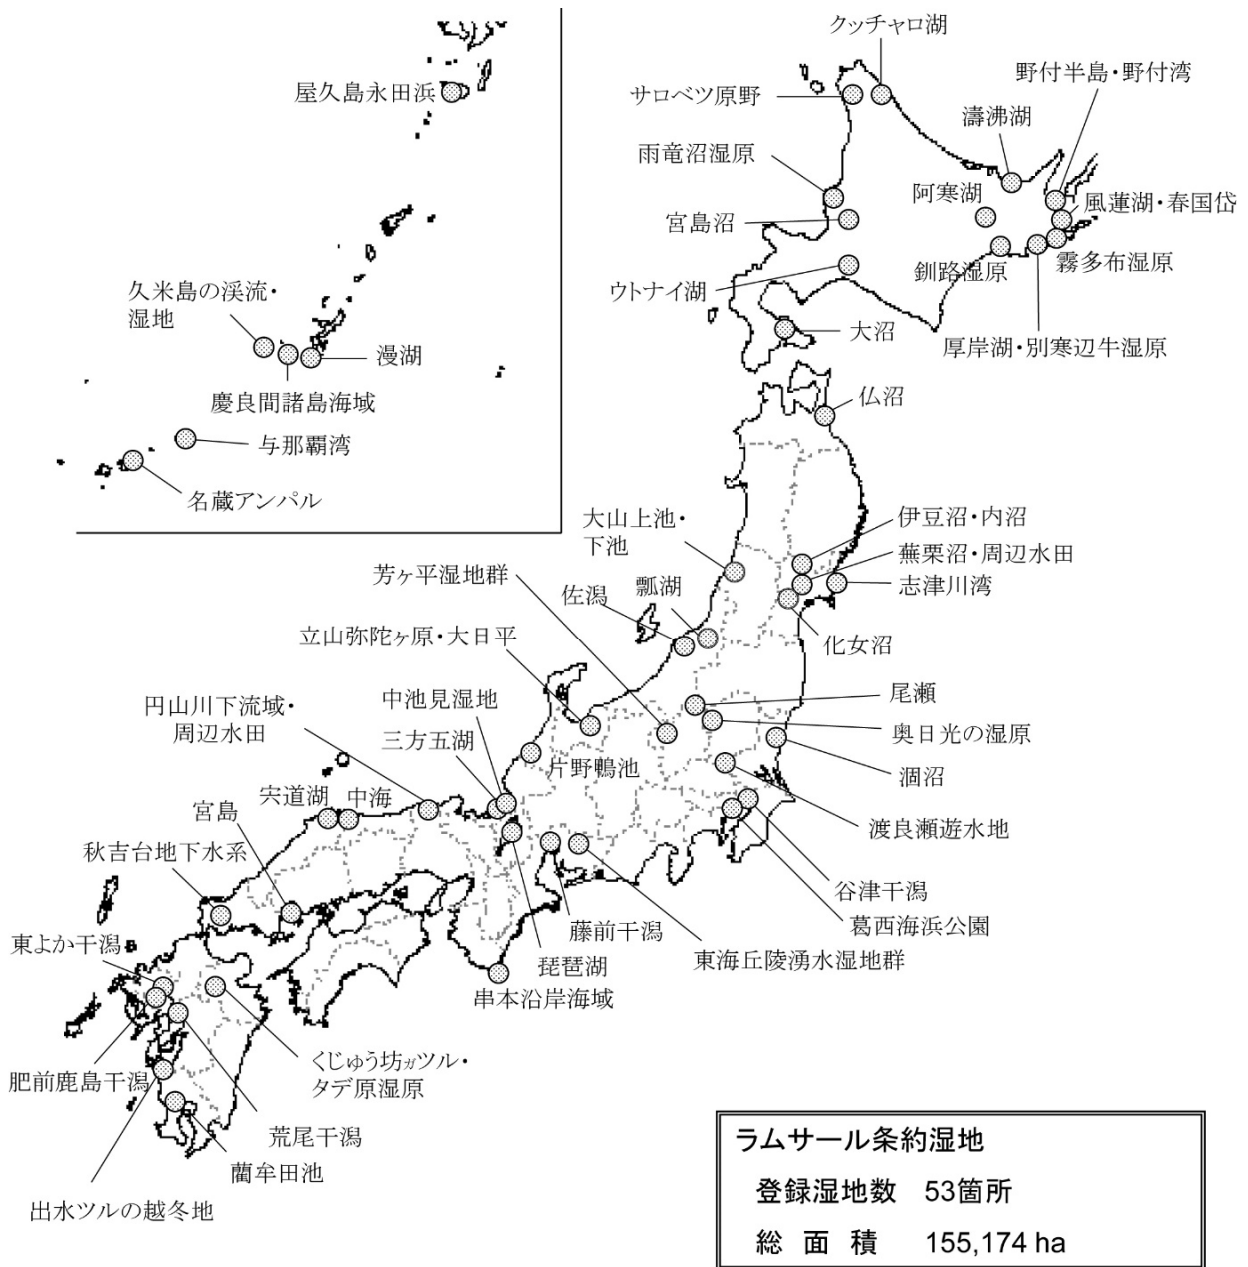 クッチャロ湖
屋久島永田浜
サロベツ原野
野付半島・野付湾
濤沸湖
雨竜沼湿原
阿寒湖
風蓮湖・春国岱
宮島沼
霧多布湿原
釧路湿原
ウトナイ湖
久米島の渓流・
湿地
大沼
厚岸湖・別寒辺牛湿原
漫湖
慶良間諸島海域
仏沼
与那覇湾
名蔵アンパル
大山上池・
下池
伊豆沼・内沼
蕪栗沼・周辺水田
志津川湾
芳ヶ平湿地群
瓢湖
佐潟
化女沼
立山弥陀ヶ原・大日平
尾瀬
円山川下流域・
周辺水田
中池見湿地
奥日光の湿原
三方五湖
片野鴨池
涸沼
宍道湖
中海
宮島
渡良瀬遊水地
秋吉台地下水系
谷津干潟
葛西海浜公園
藤前干潟
東海丘陵湧水湿地群
東よか干潟
琵琶湖
串本沿岸海域
くじゅう坊ガツル・
タデ原湿原
肥前鹿島干潟
荒尾干潟
藺牟田池
出水ツルの越冬地
ラムサール条約湿地
登録湿地数 53箇所
総 面 積 155,174 ha